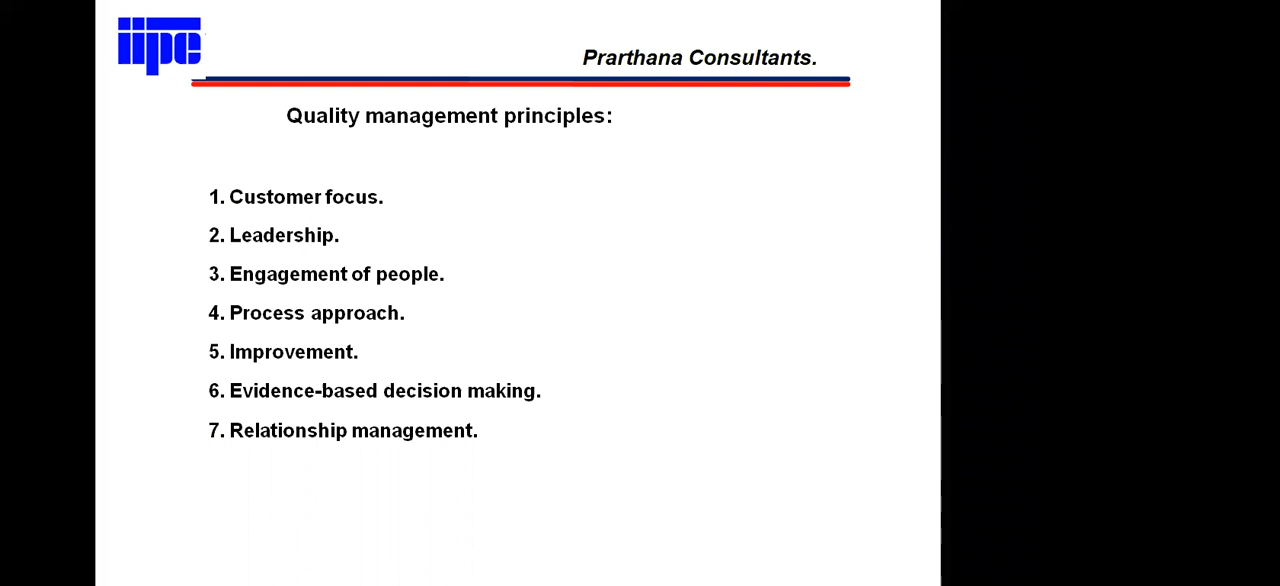 iipc
Prarthana Consultants.
Quality management principles:
1. Customer focus.
2. Leadership.
3. Engagement of people.
4. Process approach.
5. Improvement.
6. Evidence-based decision making.
7. Relationship management.